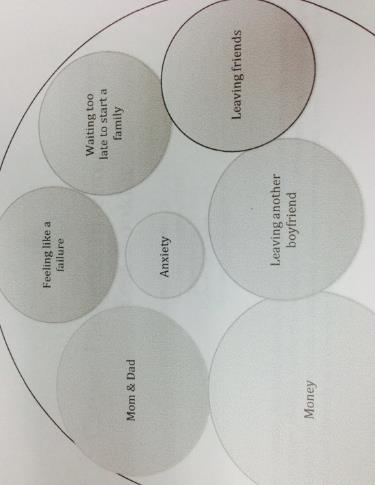 Leaving friends
Waiting too
late to start a
family
Leaving another
boyfriend
Feeling like a
failure
Anxiety
Mom & Dad
Money